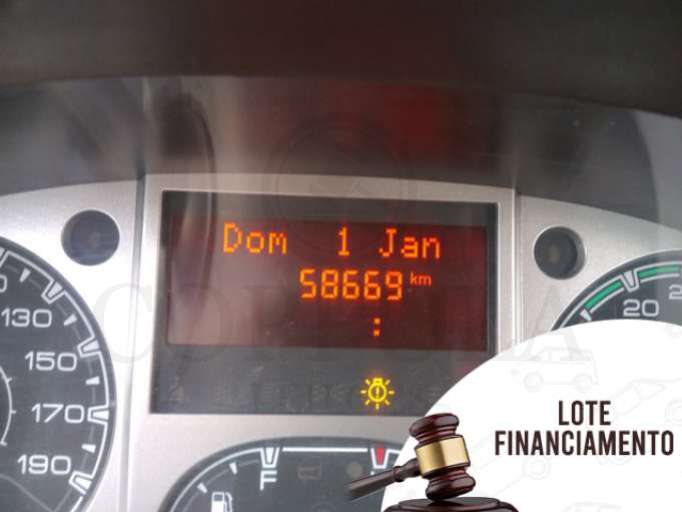 Dom 1 Jan
58669 km
:
130
150
170
190
20
F
LOTE
FINANCIAMENTO